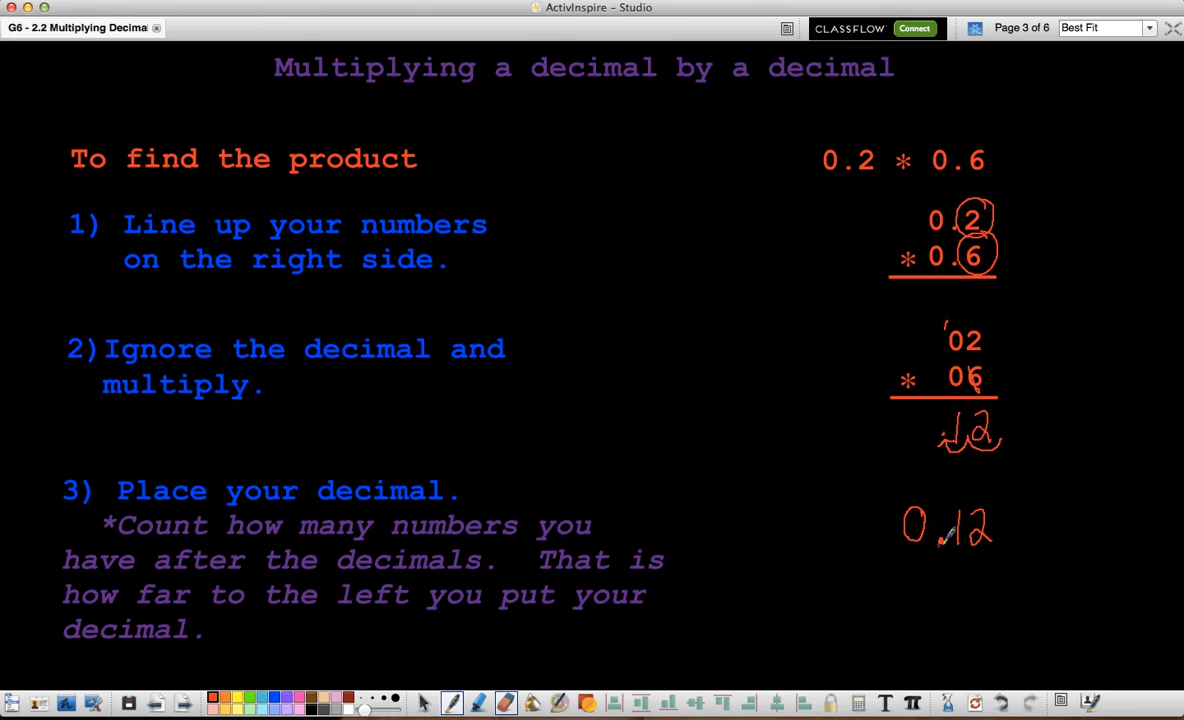 ActivInspire - Studio
G6 - 2.2 Multiplying Decima
CLASSFLOW Connect
Page 3 of 6
Best Fit
Multiplying a decimal by a decimal
To find the product
0.2 * 0.6
1) Line up your numbers
on the right side.
0.2
* 0.6
2)Ignore the decimal and
multiply.
02
* 06
.12
3) Place your decimal.
*Count how many numbers you
have after the decimals. That is
how far to the left you put your
decimal.
0.12